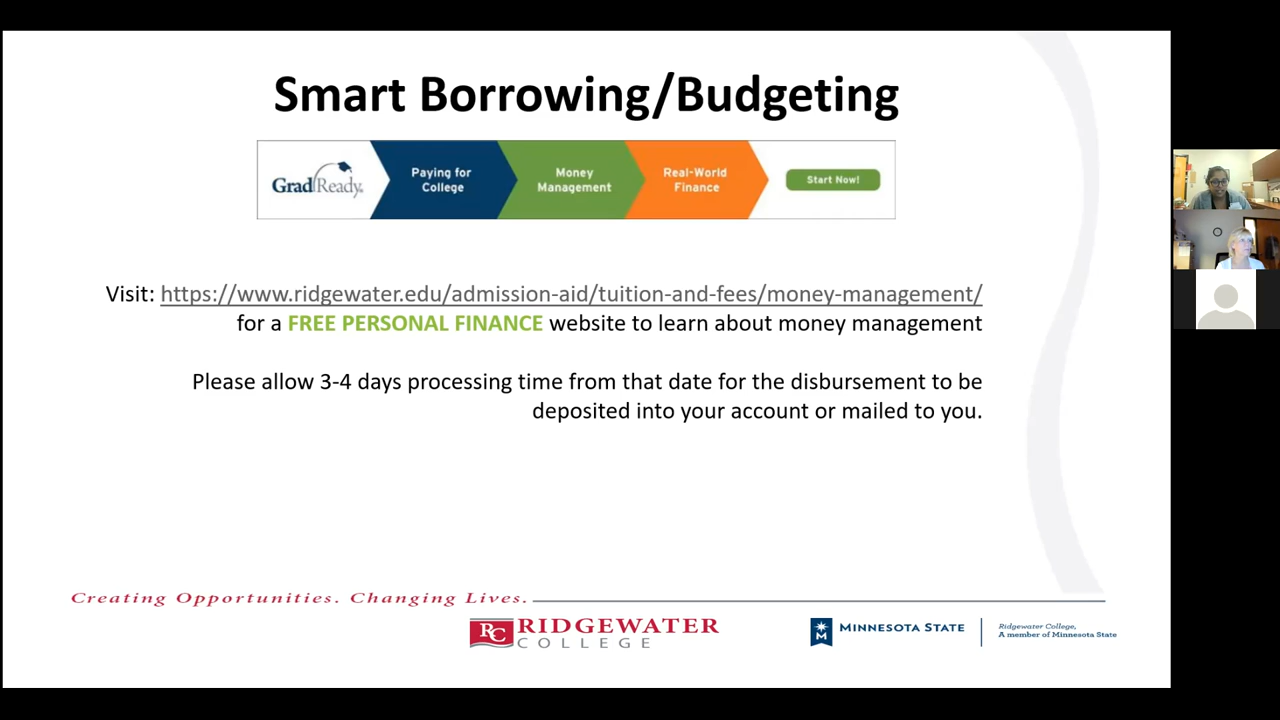 Smart Borrowing/Budgeting
GradReady
Paying for
College
Money
Management
Real-World
Finance
Start Now!
Visit: https://www.ridgewater.edu/admission-aid/tuition-and-fees/money-management/
for a FREE PERSONAL FINANCE website to learn about money management
Please allow 3-4 days processing time from that date for the disbursement to be
deposited into your account or mailed to you.
Creating Opportunities. Changing Lives.
RC RIDGEWATER
COLLEGE
M MINNESOTA STATE
Ridgewater College,
A member of Minnesota State